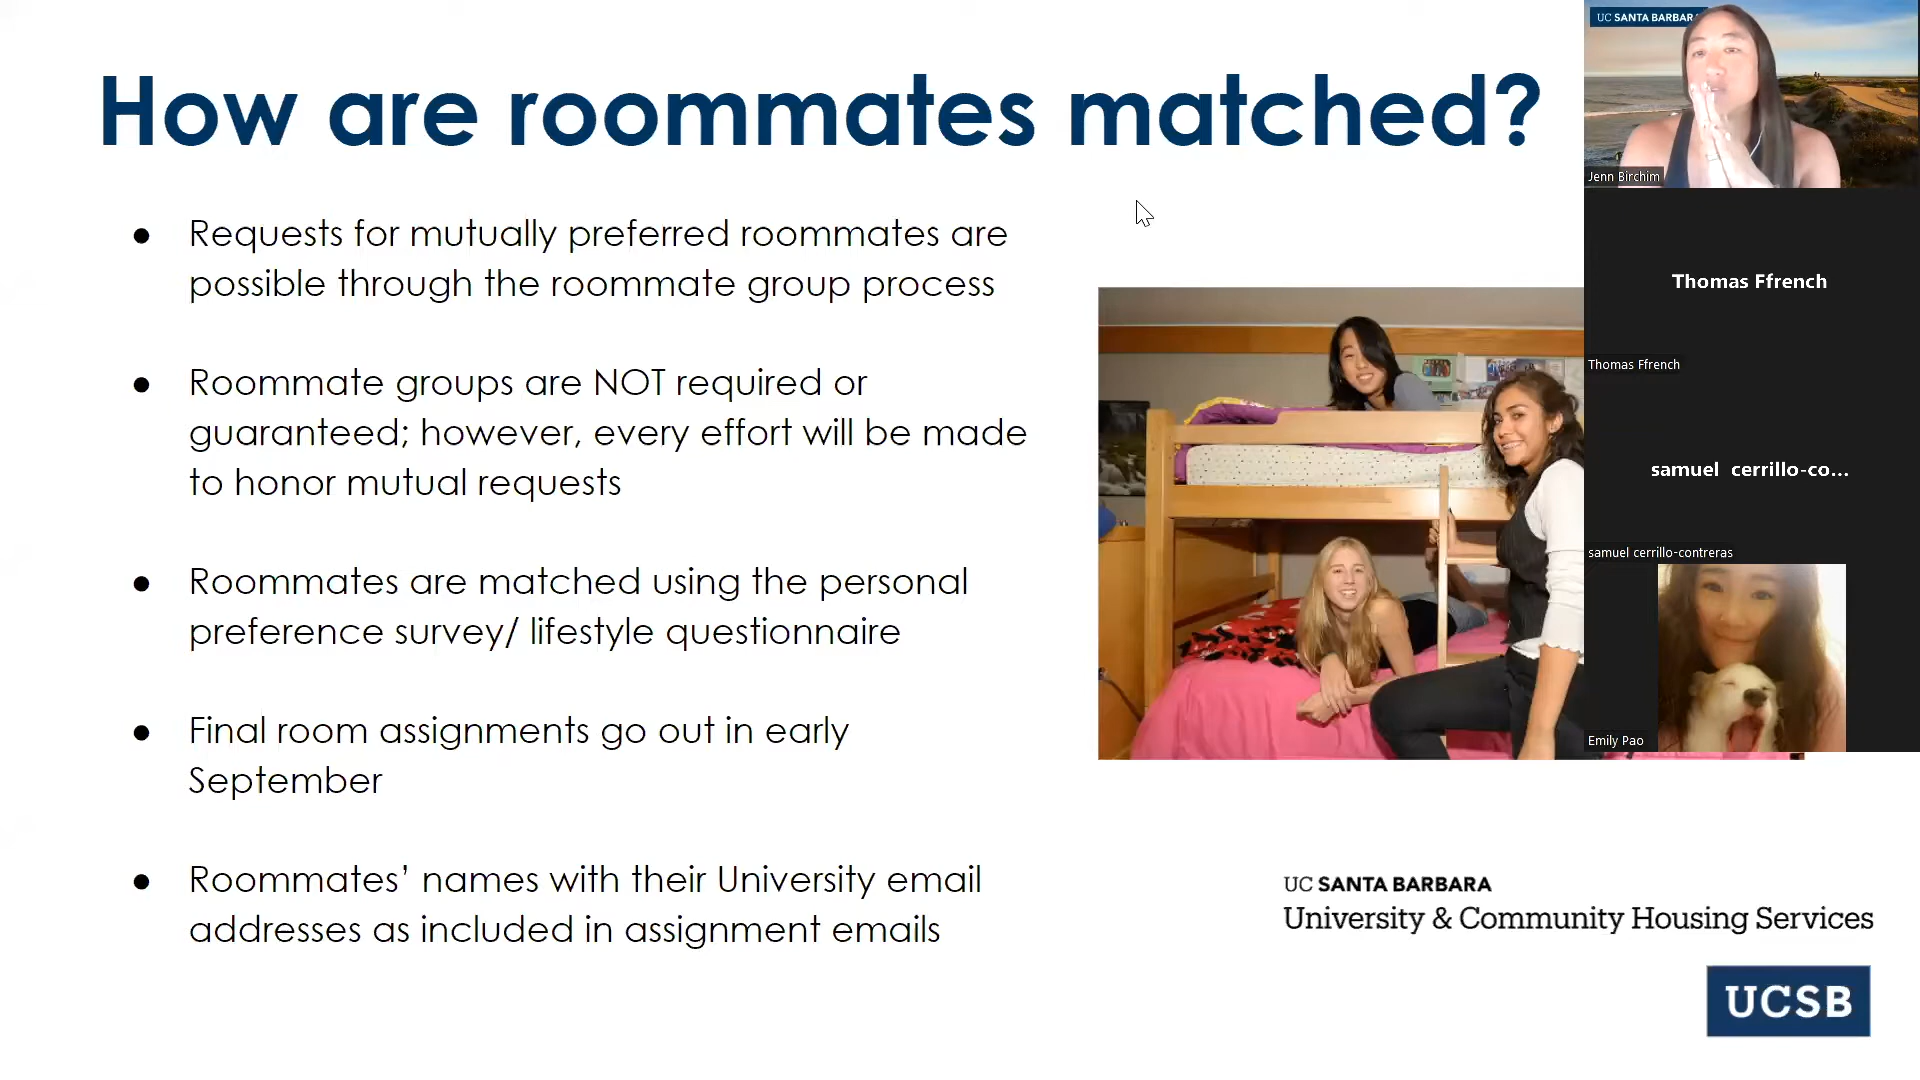 How are roommates matched?
● Requests for mutually preferred roommates are
possible through the roommate group process
● Roommate groups are NOT required or
guaranteed; however, every effort will be made
to honor mutual requests
● Roommates are matched using the personal
preference survey/ lifestyle questionnaire
● Final room assignments go out in early
September
● Roommates’ names with their University email
addresses as included in assignment emails
UC SANTA BARBARA
University & Community Housing Services
UCSB
UC SANTA BARBARA
Jenn Birchim
Thomas Ffrench
Thomas Ffrench
samuel cerrillo-co...
samuel cerrillo-contreras
Emily Pao